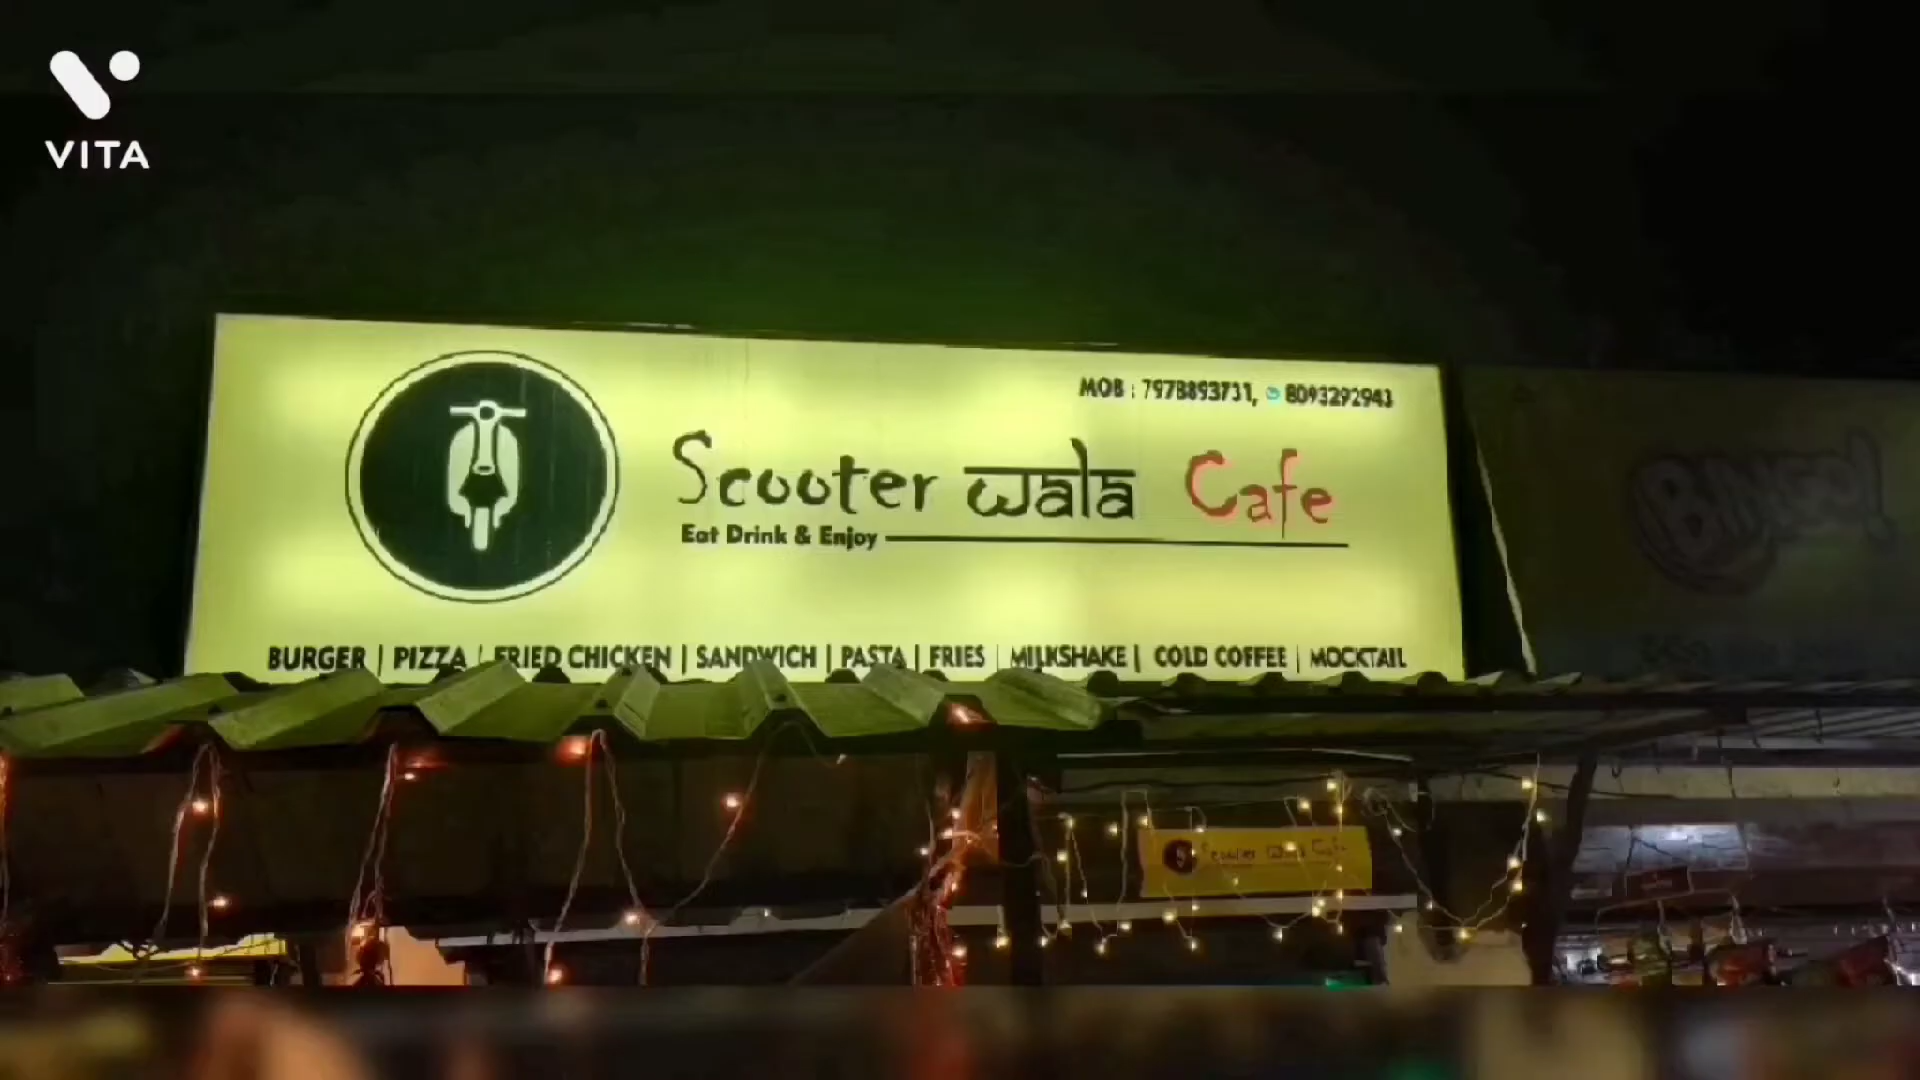 VITA
MOB : 7978893731, 8093292943
Scooter wala Cafe
Eat Drink & Enjoy
BURGER | PIZZA | FRIED CHICKEN | SANDWICH | PASTA | FRIES | MILKSHAKE | COLD COFFEE | MOCKTAIL
BINGO!
Scooter Wala Cafe